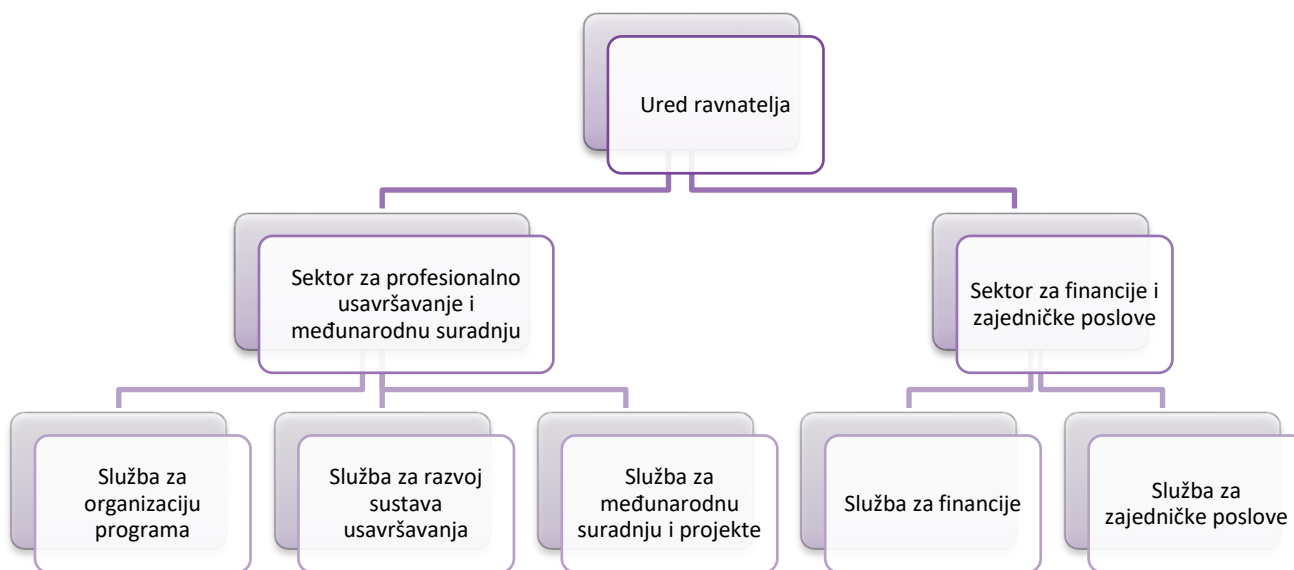 Ured ravnatelja
Sektor za profesionalno
usavršavanje i
međunarodnu suradnju
Sektor za financije i
zajedničke poslove
Služba za
organizaciju
programa
Služba za razvoj
sustava
usavršavanja
Služba za
međunarodnu
suradnju i projekte
Služba za financije
Služba za
zajedničke poslove